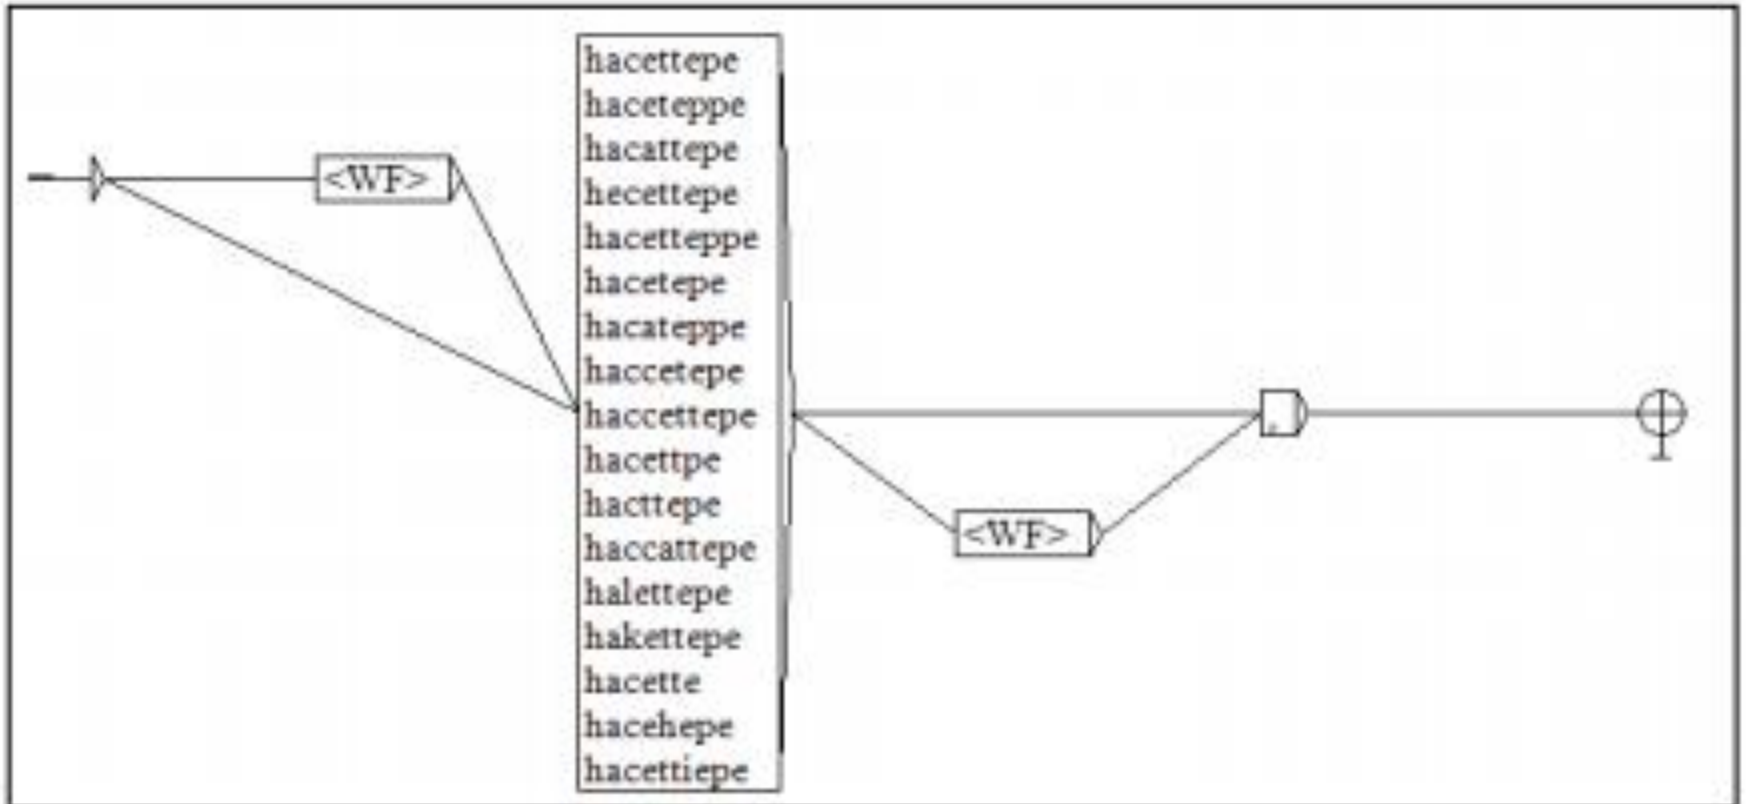 <WF>
hacettepe
haceteppe
hacattepe
hecettepe
hacetteppe
hacetepe
hacateppe
haccetepe
haccettepe
hacettpe
hacttepe
haccattepe
halettepe
hakettepe
hacette
hacehepe
hacettiepe
<WF>